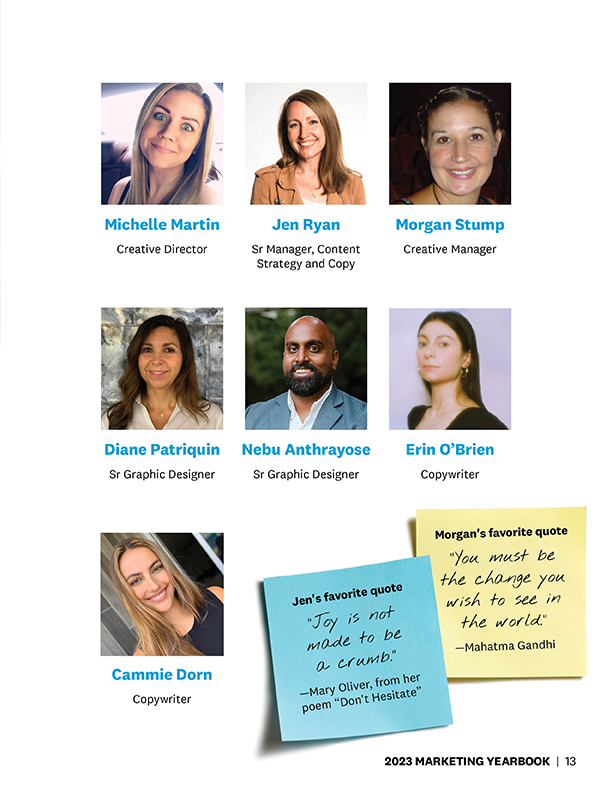 Michelle Martin
Creative Director
Jen Ryan
Sr Manager, Content
Strategy and Copy
Morgan Stump
Creative Manager
Diane Patriquin
Sr Graphic Designer
Nebu Anthrayose
Sr Graphic Designer
Erin O’Brien
Copywriter
Cammie Dorn
Copywriter
Jen's favorite quote
"Joy is not
made to be
a crumb."
—Mary Oliver, from her
poem “Don't Hesitate”
Morgan's favorite quote
"You must be
the change you
wish to see in
the world."
—Mahatma Gandhi
2023 MARKETING YEARBOOK | 13